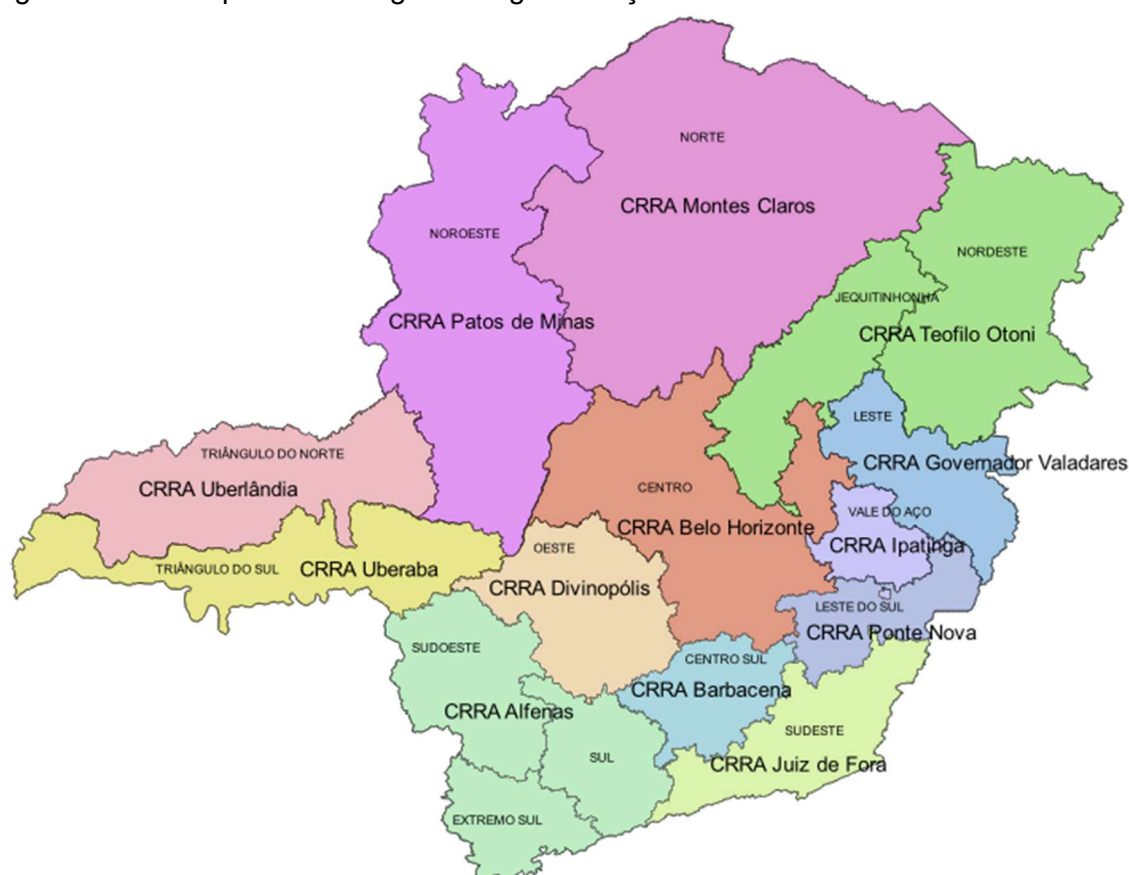 NORTE
CRRA Montes Claros
NOROESTE
CRRA Patos de Minas
NORDESTE
JEQUITINHONHA
CRRA Teofilo Otoni
LESTE
CRRA Governador Valadares
TRIÂNGULO DO NORTE
CRRA Uberlândia
CENTRO
CRRA Belo Horizonte
VALE DO AÇO
CRRA Ipatinga
OESTE
CRRA Divinopólis
TRIÂNGULO DO SUL
CRRA Uberaba
LESTE DO SUL
CRRA Ponte Nova
SUDOESTE
CENTRO SUL
CRRA Barbacena
CRRA Alfenas
SUDESTE
CRRA Juiz de Fora
SUL
EXTREMO SUL